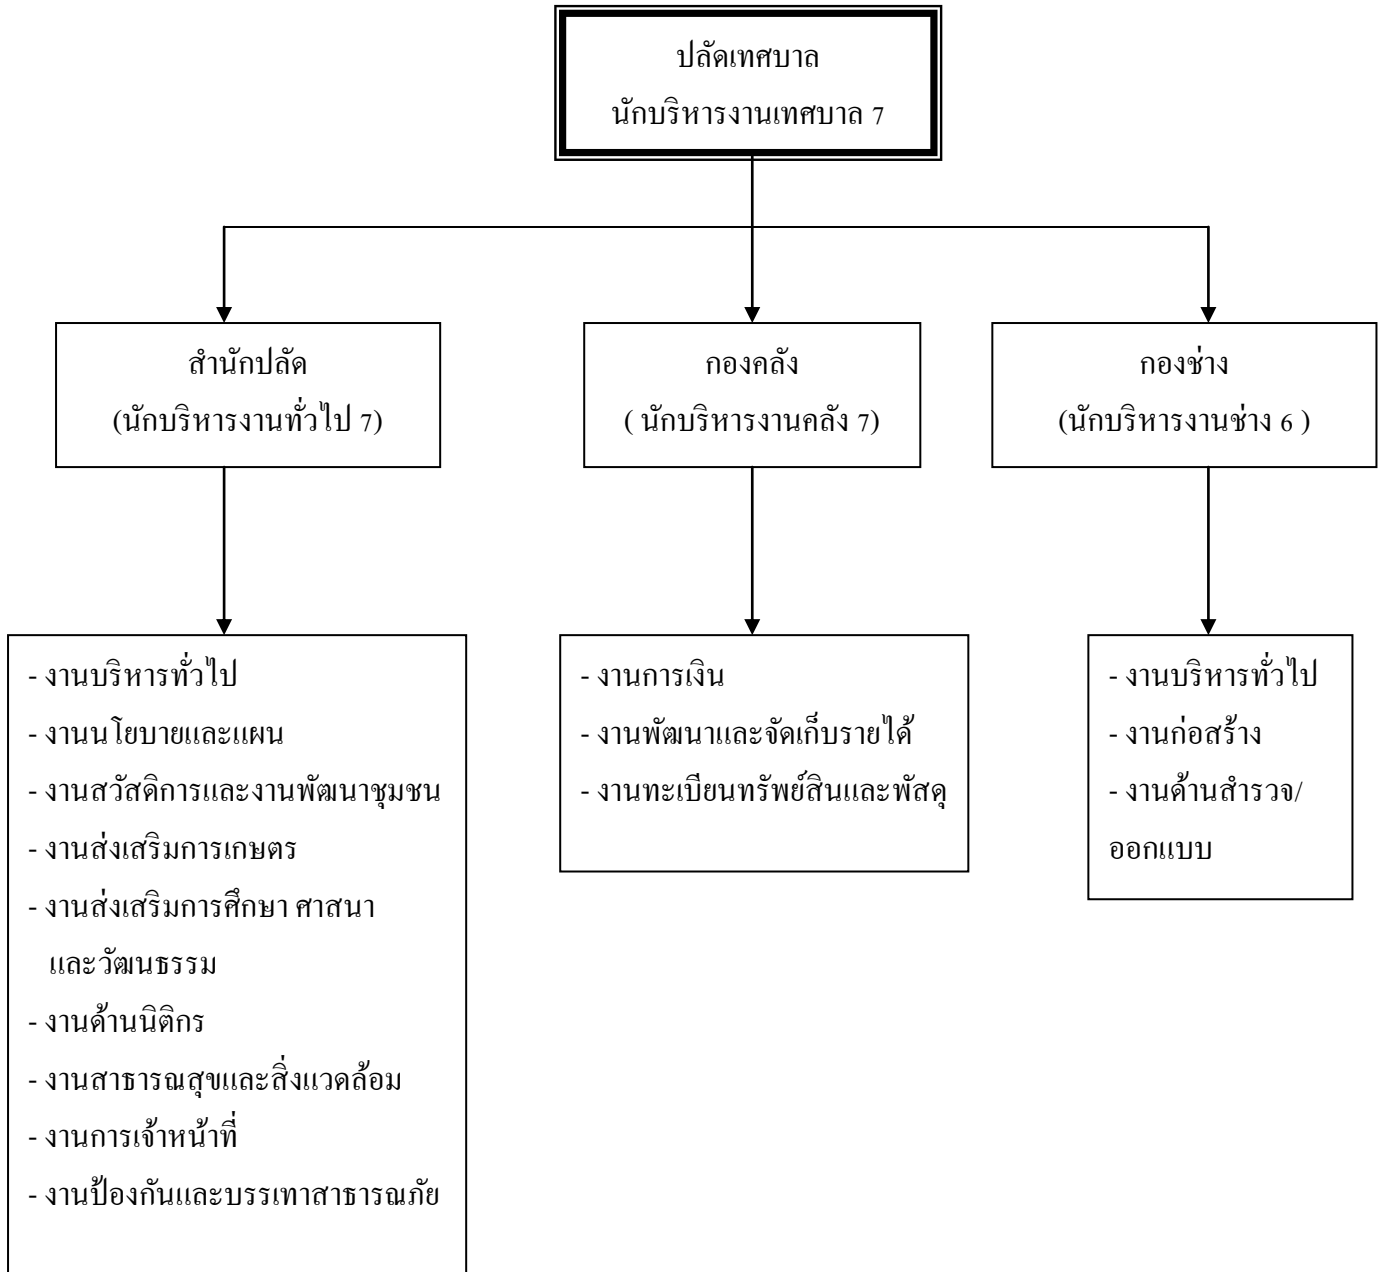 ปลัดเทศบาล
นักบริหารงานเทศบาล 7
สำนักปลัด
(นักบริหารงานทั่วไป 7)
กองคลัง
( นักบริหารงานคลัง 7)
กองช่าง
(นักบริหารงานช่าง 6 )
- งานบริหารทั่วไป
- งานนโยบายและแผน
- งานสวัสดิการและงานพัฒนาชุมชน
- งานส่งเสริมการเกษตร
- งานส่งเสริมการศึกษา ศาสนา
และวัฒนธรรม
- งานด้านนิติกร
- งานสาธารณสุขและสิ่งแวดล้อม
- งานการเจ้าหน้าที่
- งานป้องกันและบรรเทาสาธารณภัย
- งานการเงิน
- งานพัฒนาและจัดเก็บรายได้
- งานทะเบียนทรัพย์สินและพัสดุ
- งานบริหารทั่วไป
- งานก่อสร้าง
- งานด้านสำรวจ/
ออกแบบ